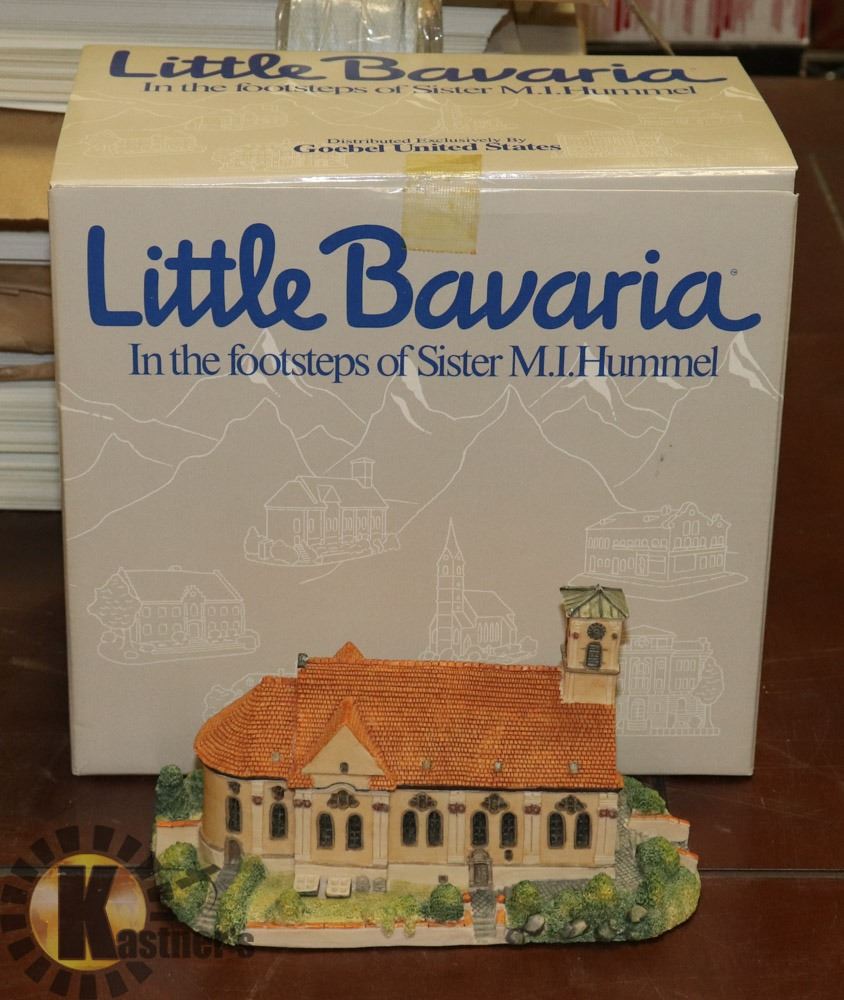 Little Bavaria
In the footsteps of Sister M.I.Hummel
Distributed Exclusively By
Goebel United States
Little Bavaria™
In the footsteps of Sister M.I.Hummel
Kastner's